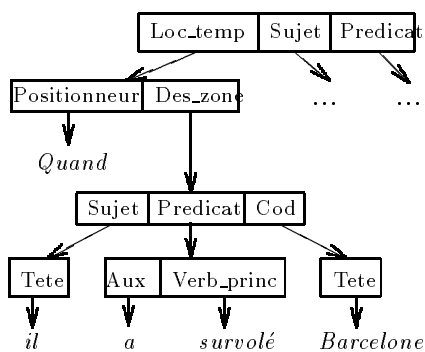 Loc_temp Sujet Predicat
Positionneur Des_zone ... ...
Quand
Sujet Predicat Cod
Tete Aux Verb_princ Tete
il a survolé Barcelone